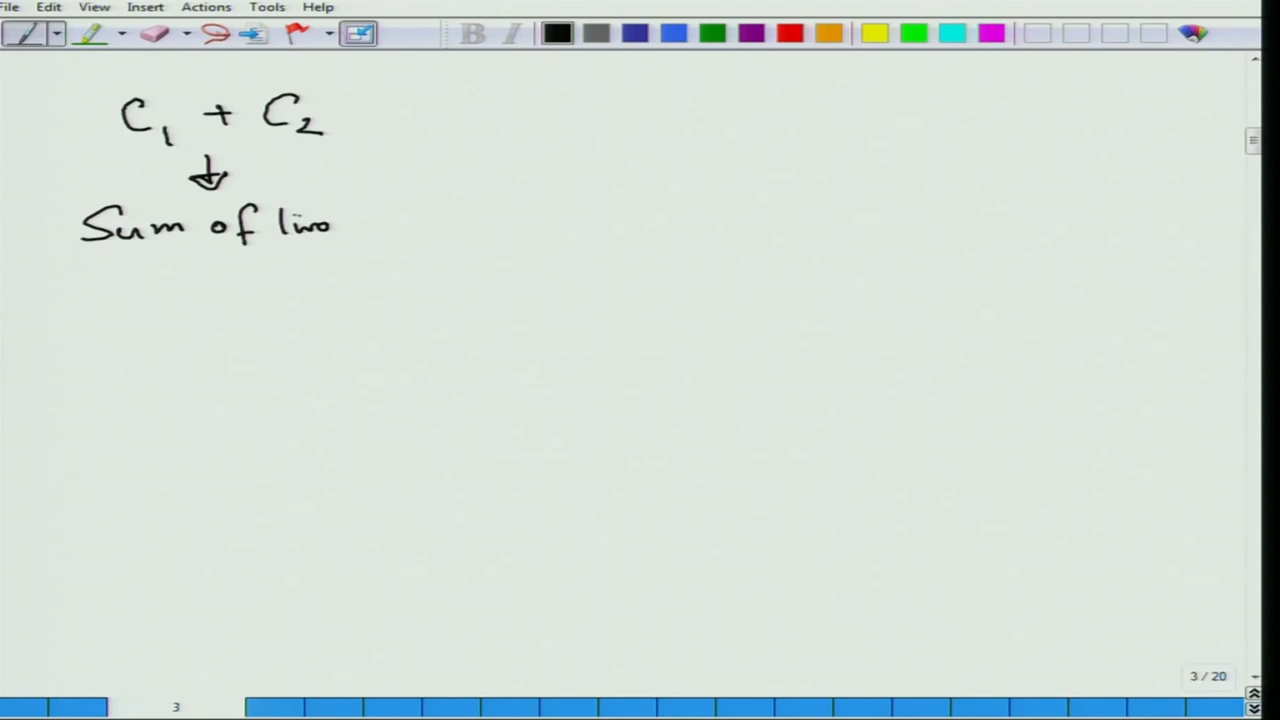 File Edit View Insert Actions Tools Help
B I
C₁ + C₂
↓
Sum of two
3 / 20
3